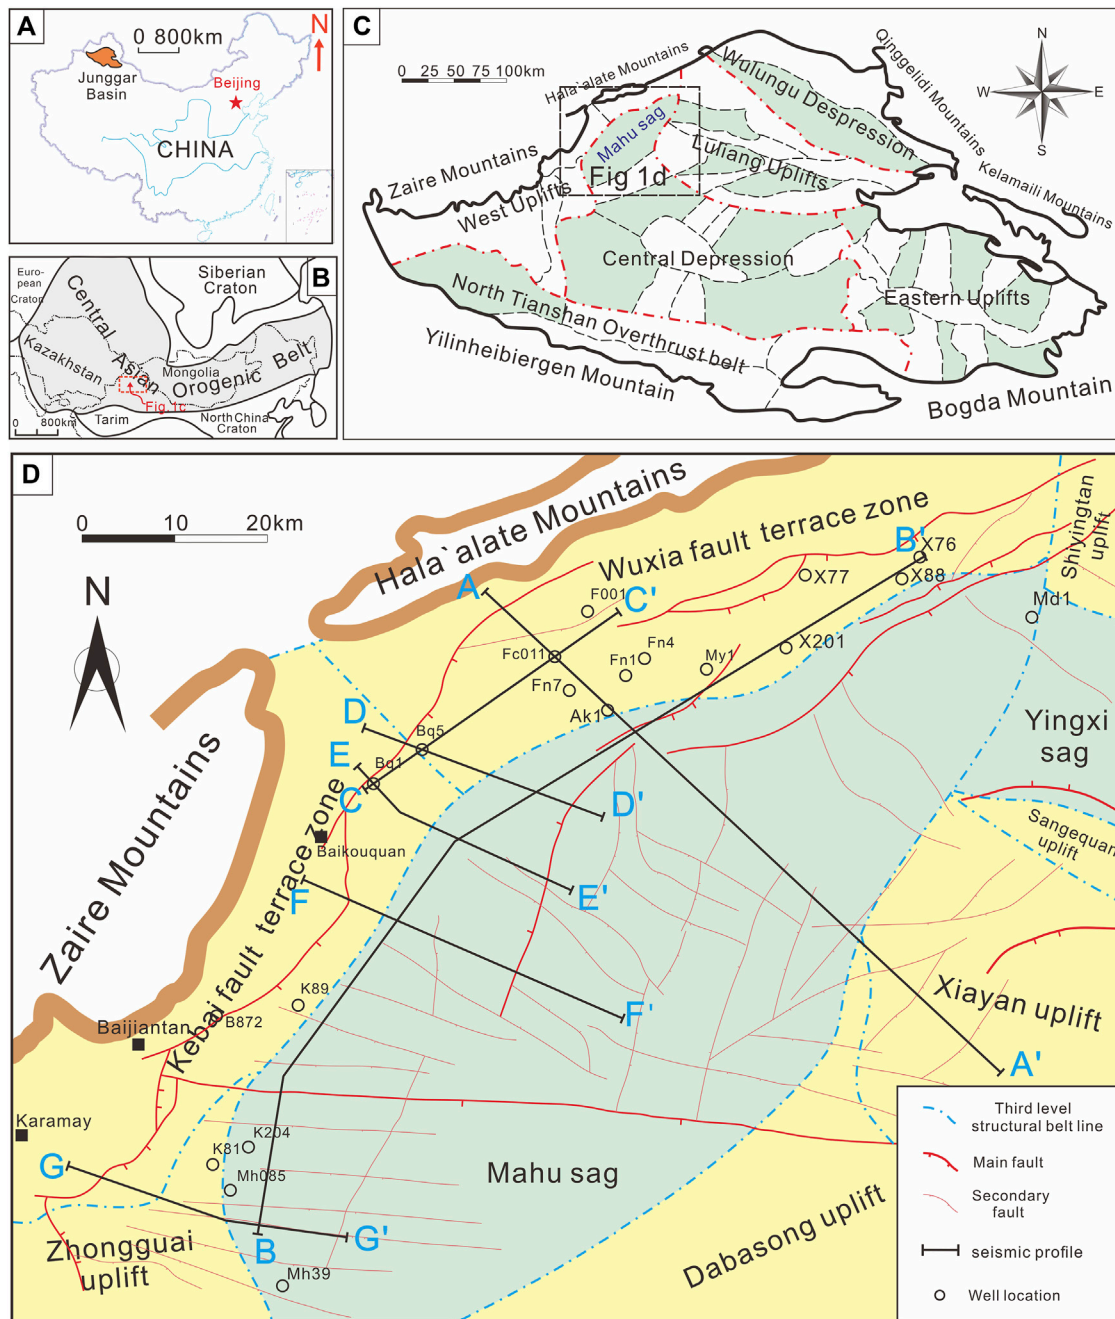 A
0 800km
N
Junggar
Basin
Beijing
CHINA
B
Euro-
pean
Craton
Siberian
Craton
Central Asian Orogenic Belt
Kazakhstan
Mongolia
Fig. 1c
Tarim
North China
Craton
0 800km
C
0 25 50 75 100km
Hala`alate Mountains
Wulungu Despression
Qinggelidi Mountains
N
W
E
S
Mahu sag
Luliang Uplifts
Zaire Mountains
Fig 1d
Kelamaili Mountains
West Uplifts
Central Depression
Eastern Uplifts
North Tianshan Overthrust belt
Yilinheibiergen Mountain
Bogda Mountain
D
0 10 20km
N
Hala`alate Mountains
Wuxia fault terrace zone
Shiyingtan
uplift
A
B'
X76
X77
X88
F001
C'
Md1
Fc011
Fn4
Fn1
My1
X201
Fn7
Ak1
D
Bq5
Yingxi
sag
E
Bq1
C
D'
Baikouquan
Sangequan
uplift
Zaire Mountains
Kebai fault terrace zone
F
E'
K89
Xiayan uplift
F'
Baijiantan
B872
A'
Karamay
K204
K81
G
Mh085
Mahu sag
Zhongguai
uplift
B
G'
Mh39
Dabasong uplift
Third level
structural belt line
Main fault
Secondary
fault
seismic profile
Well location